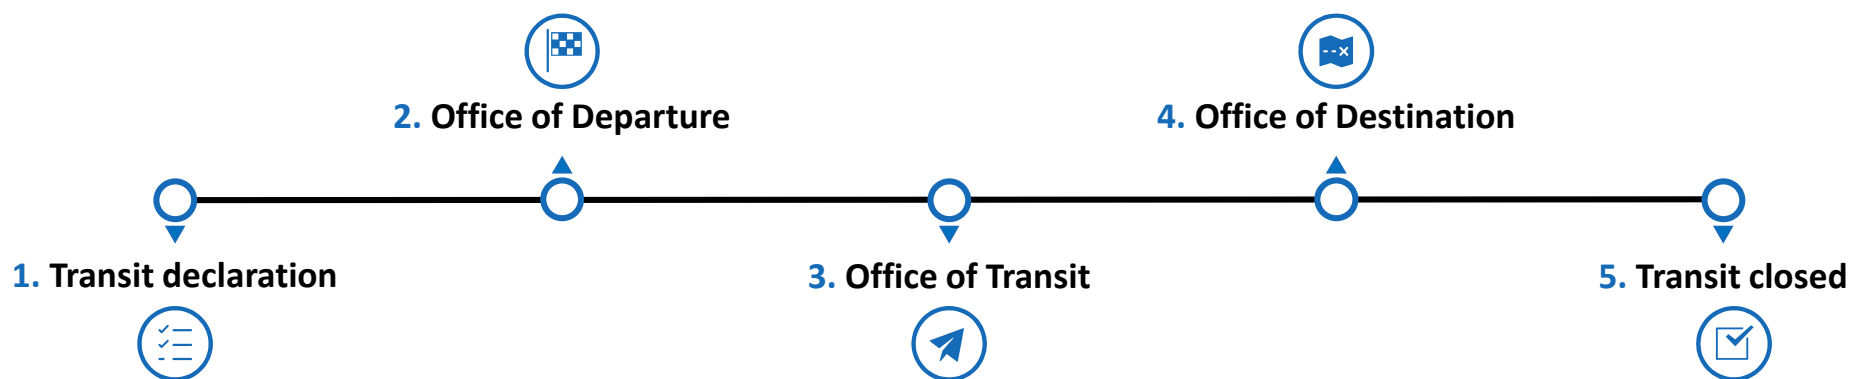 1. Transit declaration
2. Office of Departure
3. Office of Transit
4. Office of Destination
5. Transit closed